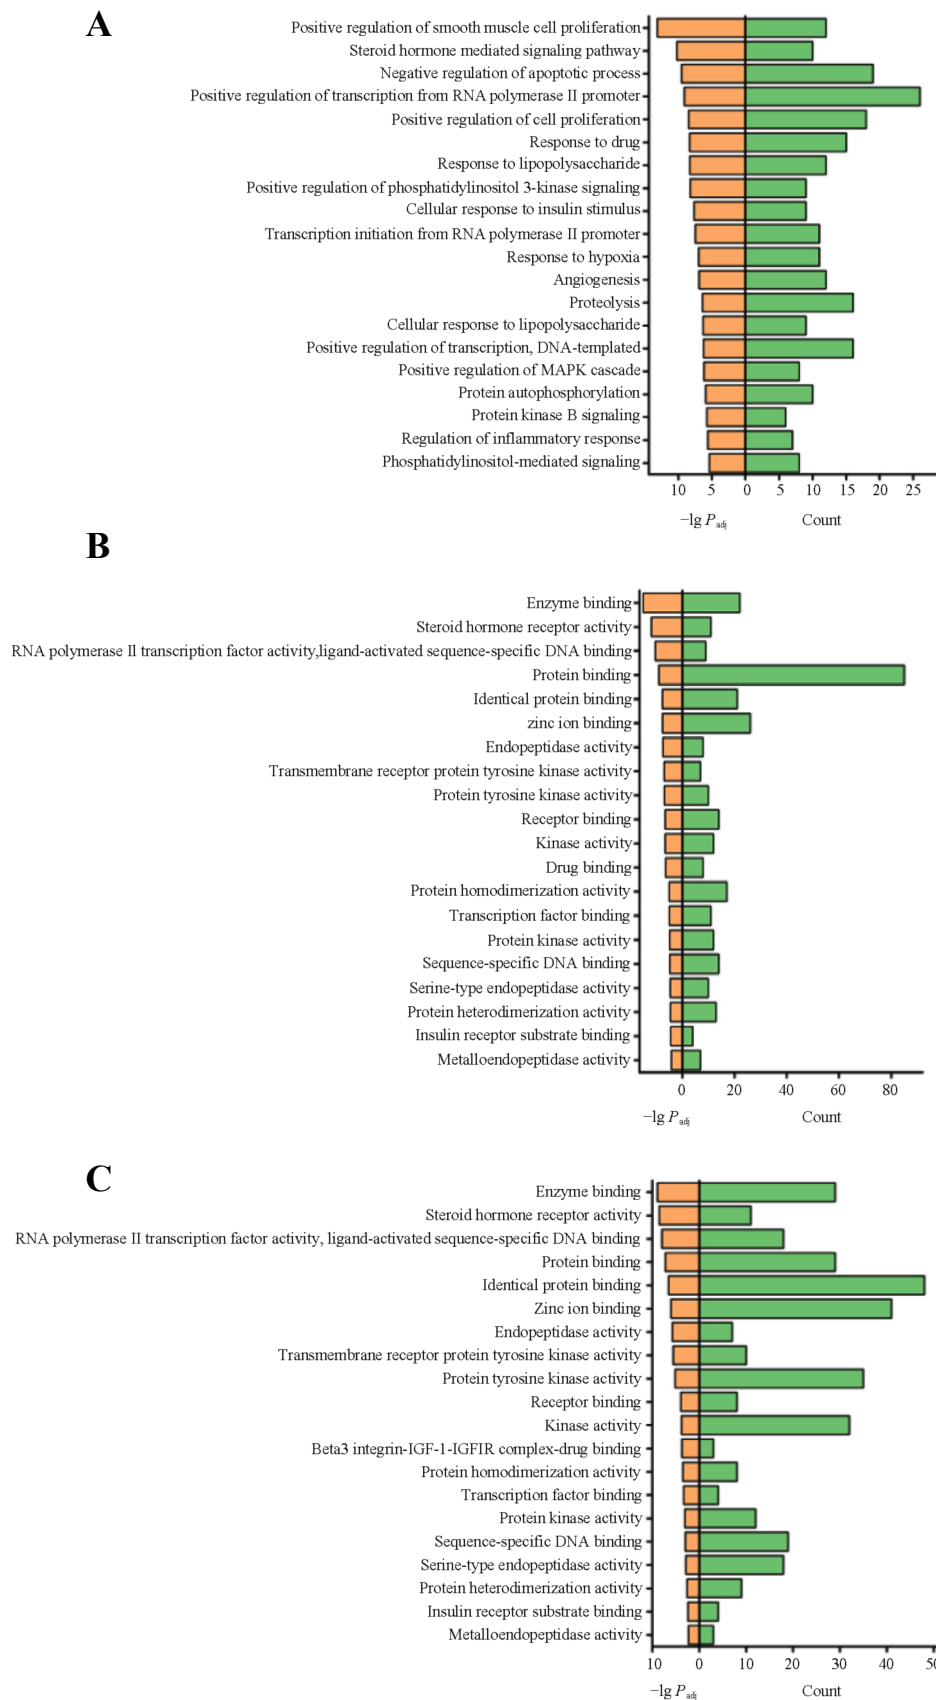 A
Positive regulation of smooth muscle cell proliferation
Steroid hormone mediated signaling pathway
Negative regulation of apoptotic process
Positive regulation of transcription from RNA polymerase II promoter
Positive regulation of cell proliferation
Response to drug
Response to lipopolysaccharide
Positive regulation of phosphatidylinositol 3-kinase signaling
Cellular response to insulin stimulus
Transcription initiation from RNA polymerase II promoter
Response to hypoxia
Angiogenesis
Proteolysis
Cellular response to lipopolysaccharide
Positive regulation of transcription, DNA-templated
Positive regulation of MAPK cascade
Protein autophosphorylation
Protein kinase B signaling
Regulation of inflammatory response
Phosphatidylinositol-mediated signaling
10 5 0 5 10 15 20 25
−lg P adj Count
B
Enzyme binding
Steroid hormone receptor activity
RNA polymerase Il transcription factor activity,ligand-activated sequence-specific DNA binding
Protein binding
Identical protein binding
zinc ion binding
Endopeptidase activity
Transmembrane receptor protein tyrosine kinase activity
Protein tyrosine kinase activity
Receptor binding
Kinase activity
Drug binding
Protein homodimerization activity
Transcription factor binding
Protein kinase activity
Sequence-specific DNA binding
Serine-type endopeptidase activity
Protein heterodimerization activity
Insulin receptor substrate binding
Metalloendopeptidase activity
0 20 40 60 80
−lg P adj Count
C
Enzyme binding
Steroid hormone receptor activity
RNA polymerase II transcription factor activity, ligand-activated sequence-specific DNA binding
Protein binding
Identical protein binding
Zinc ion binding
Endopeptidase activity
Transmembrane receptor protein tyrosine kinase activity
Protein tyrosine kinase activity
Receptor binding
Kinase activity
Beta3 integrin-IGF-1-IGFIR complex-drug binding
Protein homodimerization activity
Transcription factor binding
Protein kinase activity
Sequence-specific DNA binding
Serine-type endopeptidase activity
Protein heterodimerization activity
Insulin receptor substrate binding
Metalloendopeptidase activity
10 0 10 20 30 40 50
−lg P adj Count